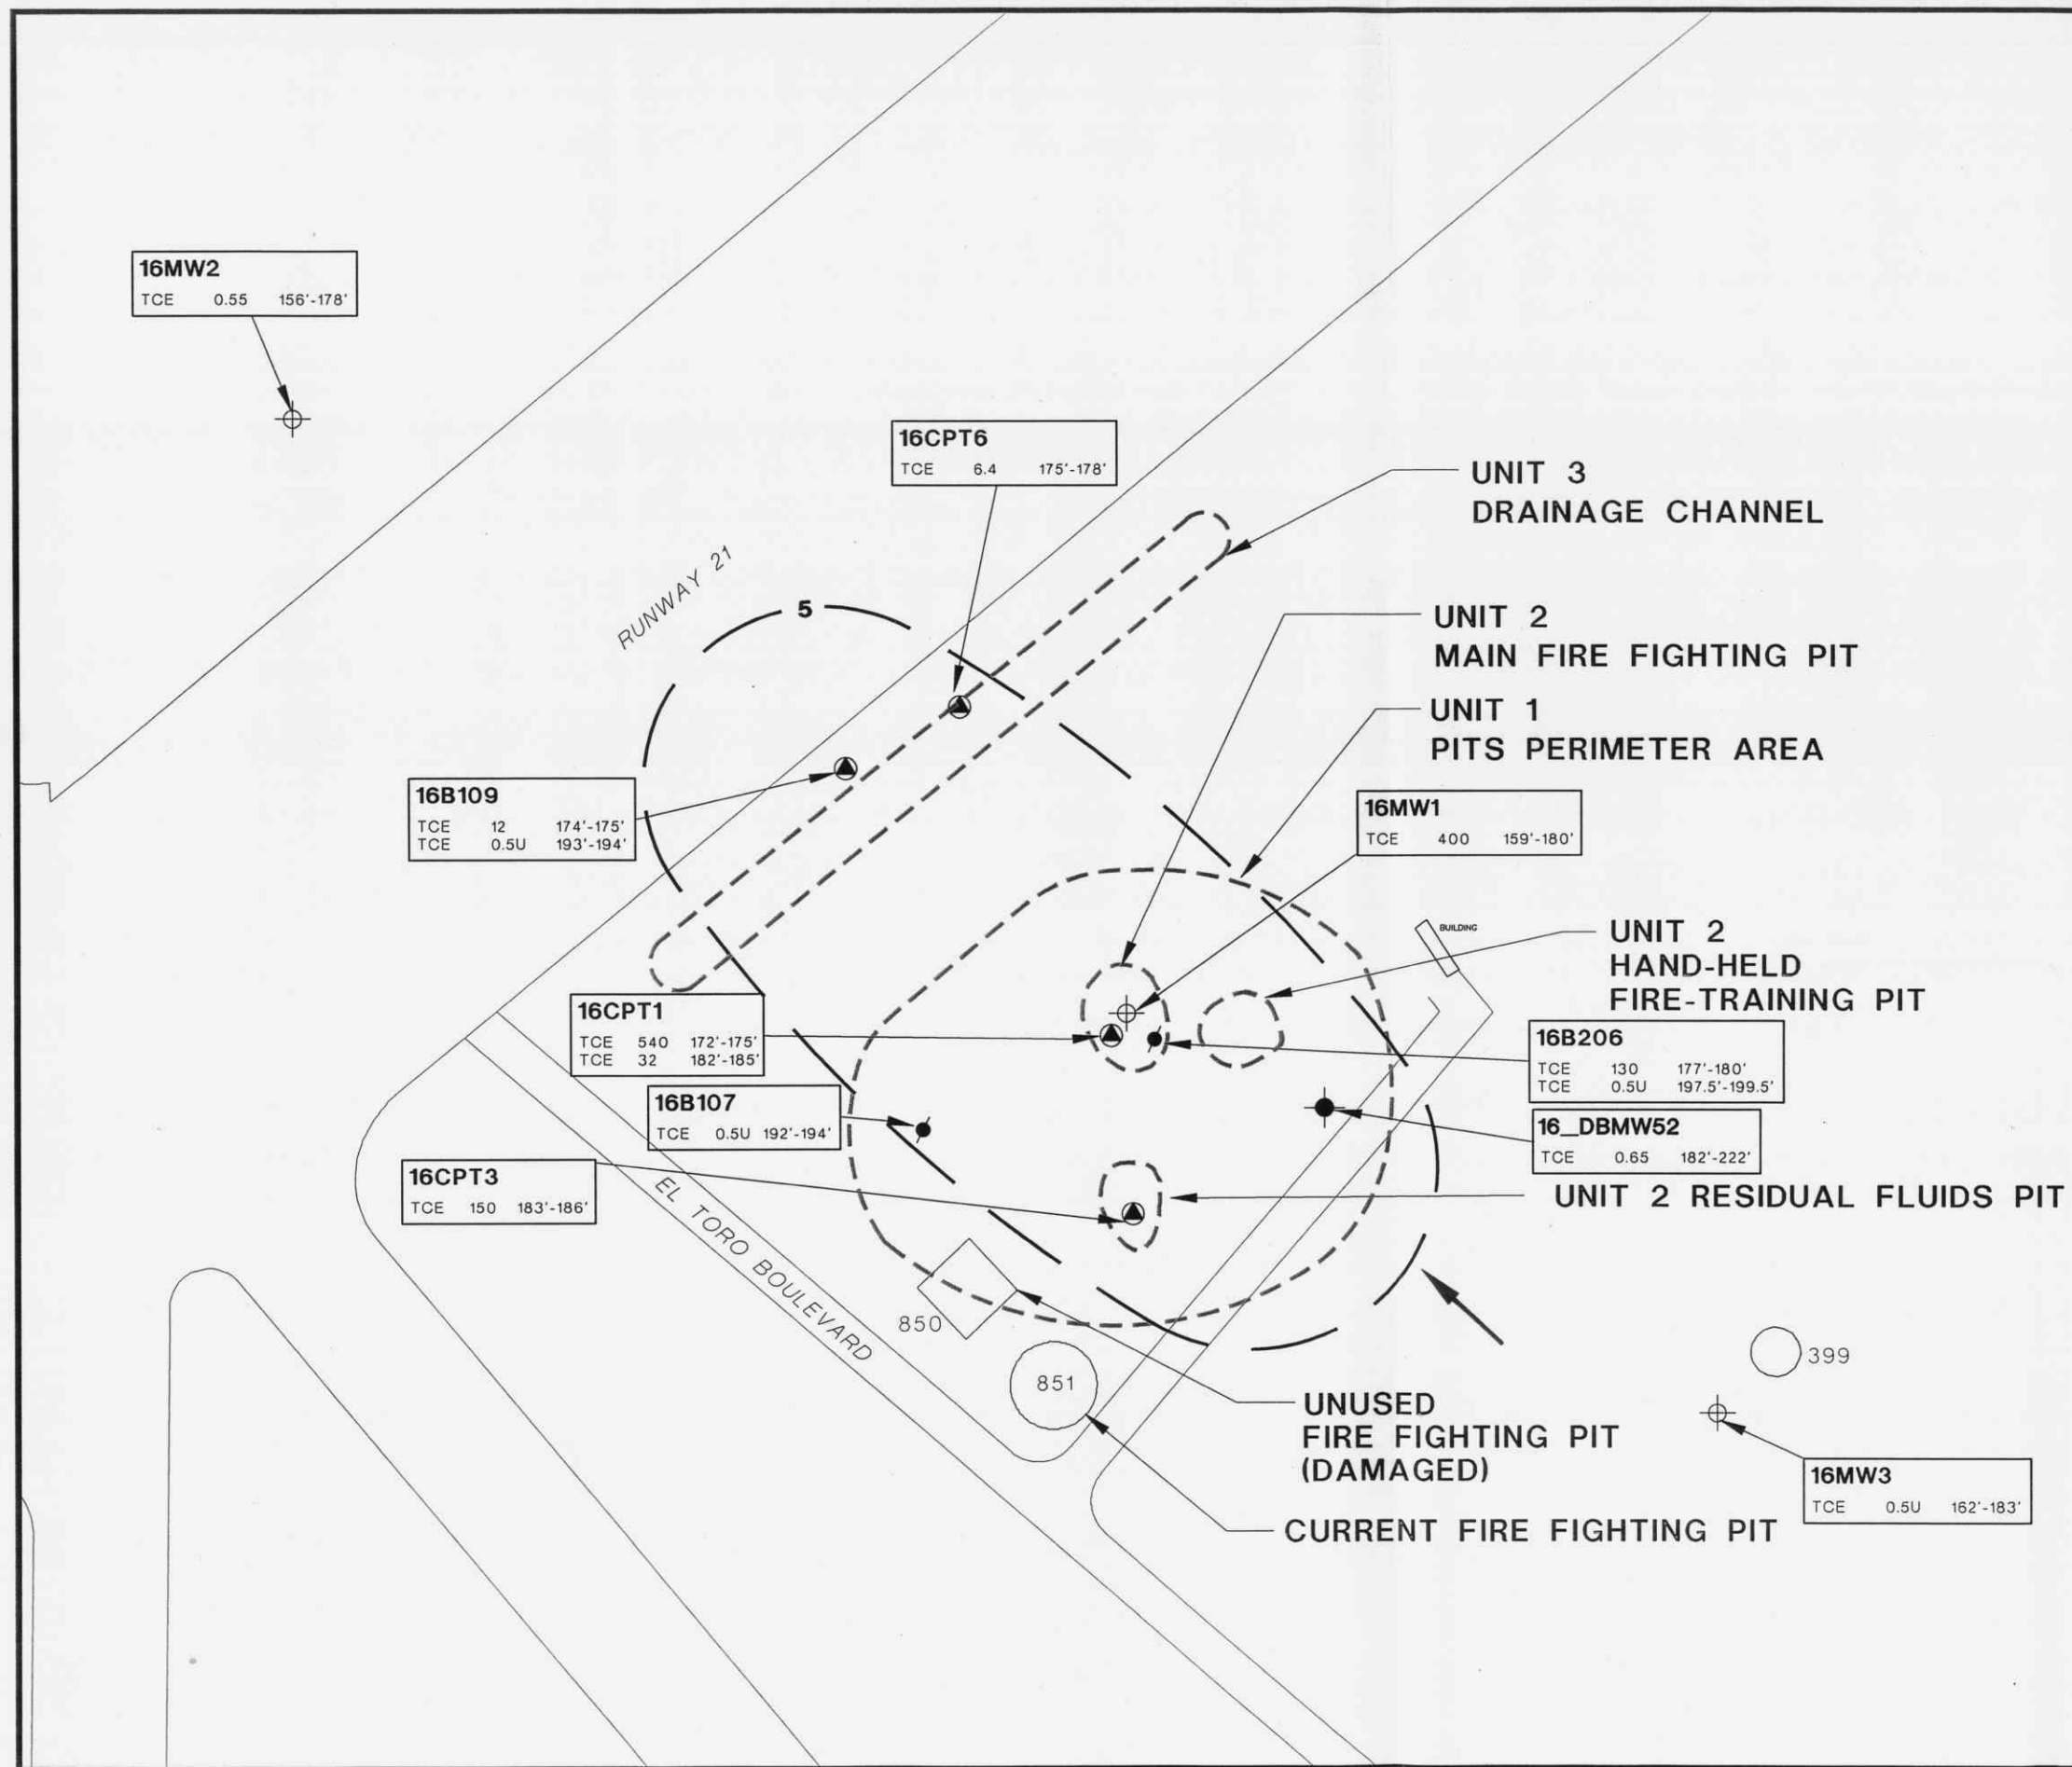 16MW2
TCE 0.55 156'-178'
16CPT6
TCE 6.4 175'-178'
UNIT 3
DRAINAGE CHANNEL
RUNWAY 21
5
UNIT 2
MAIN FIRE FIGHTING PIT
UNIT 1
PITS PERIMETER AREA
16B109
TCE 12 174'-175'
TCE 0.5U 193'-194'
16MW1
TCE 400 159'-180'
BUILDING
UNIT 2
HAND-HELD
FIRE-TRAINING PIT
16CPT1
TCE 540 172'-175'
TCE 32 182'-185'
16B206
TCE 130 177'-180'
TCE 0.5U 197.5'-199.5'
16B107
TCE 0.5U 192'-194'
16_DBMW52
TCE 0.65 182'-222'
16CPT3
TCE 150 183'-186'
UNIT 2 RESIDUAL FLUIDS PIT
EL TORO BOULEVARD
850
851
399
UNUSED
FIRE FIGHTING PIT
(DAMAGED)
16MW3
TCE 0.5U 162'-183'
CURRENT FIRE FIGHTING PIT